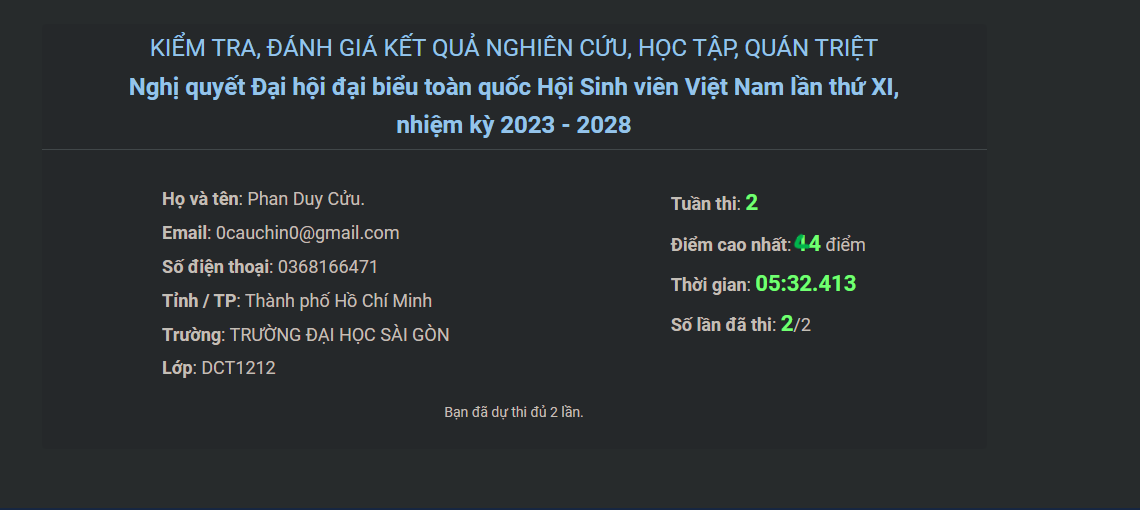 KIỂM TRA, ĐÁNH GIÁ KẾT QUẢ NGHIÊN CỨU, HỌC TẬP, QUÁN TRIỆT
Nghị quyết Đại hội đại biểu toàn quốc Hội Sinh viên Việt Nam lần thứ XI,
nhiệm kỳ 2023 - 2028
Họ và tên: Phan Duy Cửu.
Email: 0cauchin0@gmail.com
Số điện thoại: 0368166471
Tỉnh / TP: Thành phố Hồ Chí Minh
Trường: TRƯỜNG ĐẠI HỌC SÀI GÒN
Lớp: DCT1212
Tuần thi: 2
Điểm cao nhất: điểm
Thời gian: 05:32.413
Số lần đã thi: 2/2
Bạn đã dự thi đủ 2 lần.